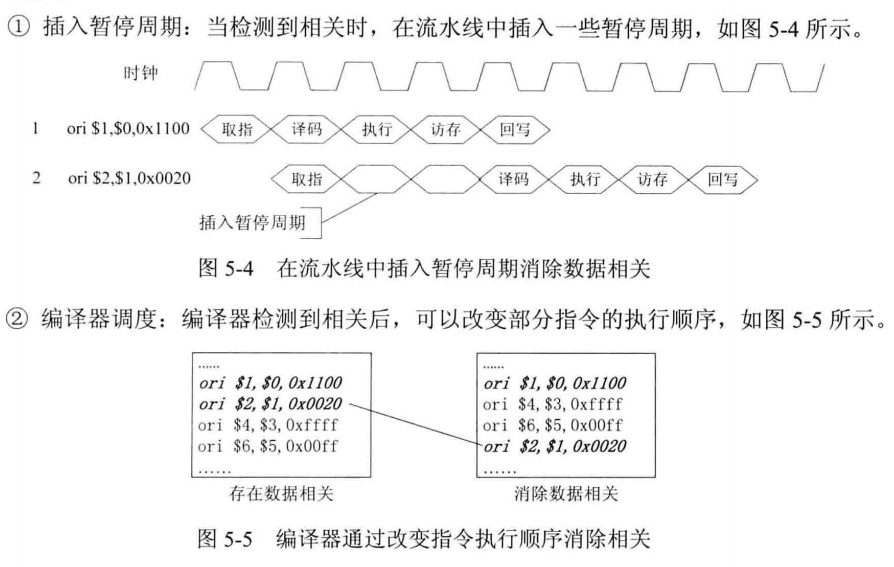 ① 插入暂停周期：当检测到相关时，在流水线中插入一些暂停周期，如图 5-4 所示。
时钟
1 ori $1,$0,0x1100 取指 译码 执行 访存 回写
2 ori $2,$1,0x0020 取指 译码 执行 访存 回写
插入暂停周期
图 5-4 在流水线中插入暂停周期消除数据相关
② 编译器调度：编译器检测到相关后，可以改变部分指令的执行顺序，如图 5-5 所示。
……
ori $1,$0,0x1100
ori $2,$1,0x0020
ori $4,$3,0xffff
ori $6,$5,0x00ff
……
存在数据相关
……
ori $1,$0,0x1100
ori $4,$3,0xffff
ori $6,$5,0x00ff
ori $2,$1,0x0020
……
消除数据相关
图 5-5 编译器通过改变指令执行顺序消除相关